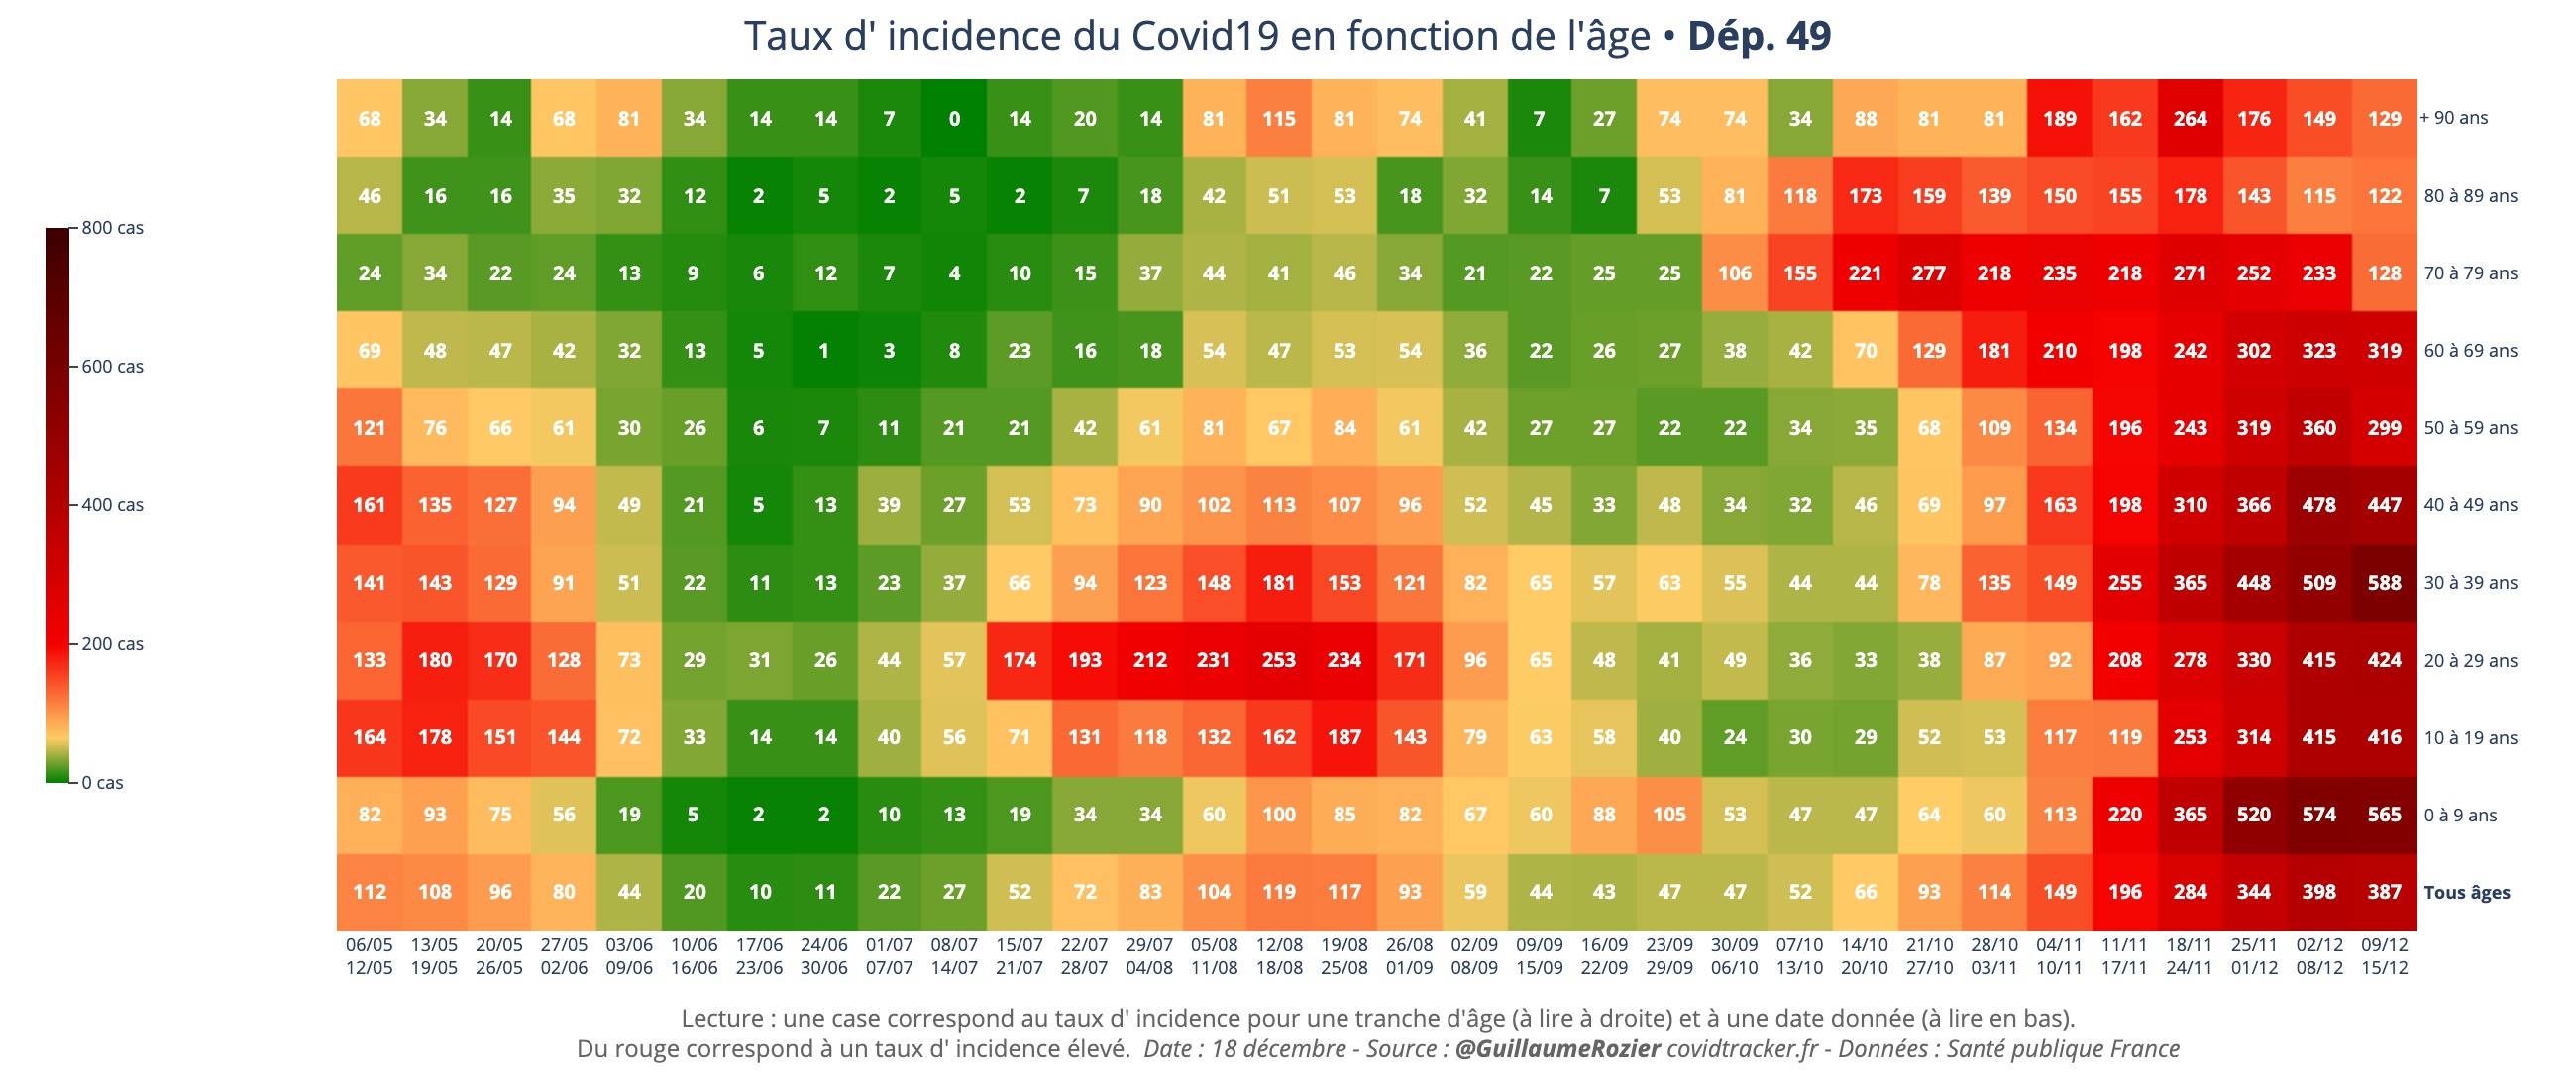 Taux d' incidence du Covid19 en fonction de l'âge • Dép. 49
800 cas
600 cas
400 cas
200 cas
0 cas
68 34 14 68 81 34 14 14 7 0 14 20 14 81 115 81 74 41 7 27 74 74 34 88 81 81 189 162 264 176 149 129 + 90 ans
46 16 16 35 32 12 2 5 2 5 2 7 18 42 51 53 18 32 14 7 53 81 118 173 159 139 150 155 178 143 115 122 80 à 89 ans
24 34 22 24 13 9 6 12 7 4 10 15 37 44 41 46 34 21 22 25 25 106 155 221 277 218 235 218 271 252 233 128 70 à 79 ans
69 48 47 42 32 13 5 1 3 8 23 16 18 54 47 53 54 36 22 26 27 38 42 70 129 181 210 198 242 302 323 319 60 à 69 ans
121 76 66 61 30 26 6 7 11 21 21 42 61 81 67 84 61 42 27 27 22 22 34 35 68 109 134 196 243 319 360 299 50 à 59 ans
161 135 127 94 49 21 5 13 39 27 53 73 90 102 113 107 96 52 45 33 48 34 32 46 69 97 163 198 310 366 478 447 40 à 49 ans
141 143 129 91 51 22 11 13 23 37 66 94 123 148 181 153 121 82 65 57 63 55 44 44 78 135 149 255 365 448 509 588 30 à 39 ans
133 180 170 128 73 29 31 26 44 57 174 193 212 231 253 234 171 96 65 48 41 49 36 33 38 87 92 208 278 330 415 424 20 à 29 ans
164 178 151 144 72 33 14 14 40 56 71 131 118 132 162 187 143 79 63 58 40 24 30 29 52 53 117 119 253 314 415 416 10 à 19 ans
82 93 75 56 19 5 2 2 10 13 19 34 34 60 100 85 82 67 60 88 105 53 47 47 64 60 113 220 365 520 574 565 0 à 9 ans
112 108 96 80 44 20 10 11 22 27 52 72 83 104 119 117 93 59 44 43 47 47 52 66 93 114 149 196 284 344 398 387 Tous âges
06/05 13/05 20/05 27/05 03/06 10/06 17/06 24/06 01/07 08/07 15/07 22/07 29/07 05/08 12/08 19/08 26/08 02/09 09/09 16/09 23/09 30/09 07/10 14/10 21/10 28/10 04/11 11/11 18/11 25/11 02/12 09/12
12/05 19/05 26/05 02/06 09/06 16/06 23/06 30/06 07/07 14/07 21/07 28/07 04/08 11/08 18/08 25/08 01/09 08/09 15/09 22/09 29/09 06/10 13/10 20/10 27/10 03/11 10/11 17/11 24/11 01/12 08/12 15/12
Lecture : une case correspond au taux d' incidence pour une tranche d'âge (à lire à droite) et à une date donnée (à lire en bas).
Du rouge correspond à un taux d' incidence élevé. Date : 18 décembre - Source : @GuillaumeRozier covidtracker.fr - Données : Santé publique France